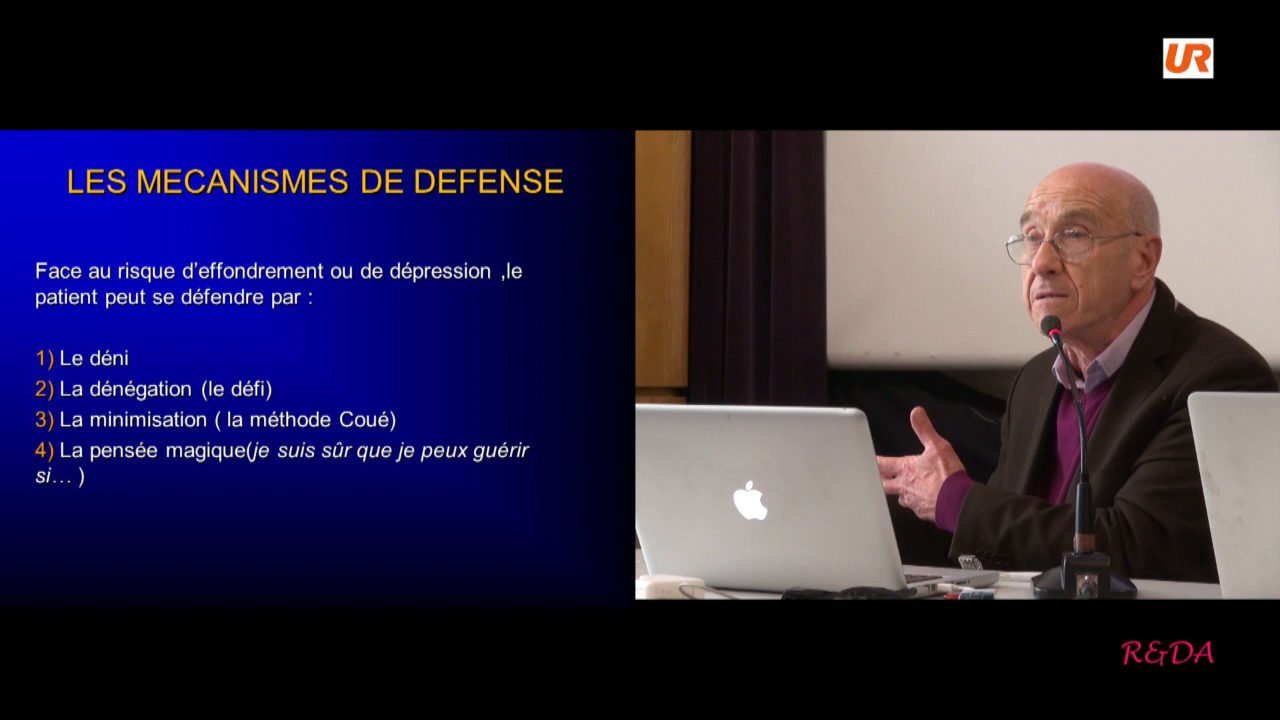 UR
LES MECANISMES DE DEFENSE
Face au risque d'effondrement ou de dépression ,le
patient peut se défendre par :
1) Le déni
2) La dénégation (le défi)
3) La minimisation ( la méthode Coué)
4) La pensée magique(je suis sûr que je peux guérir
si… )
R&DA